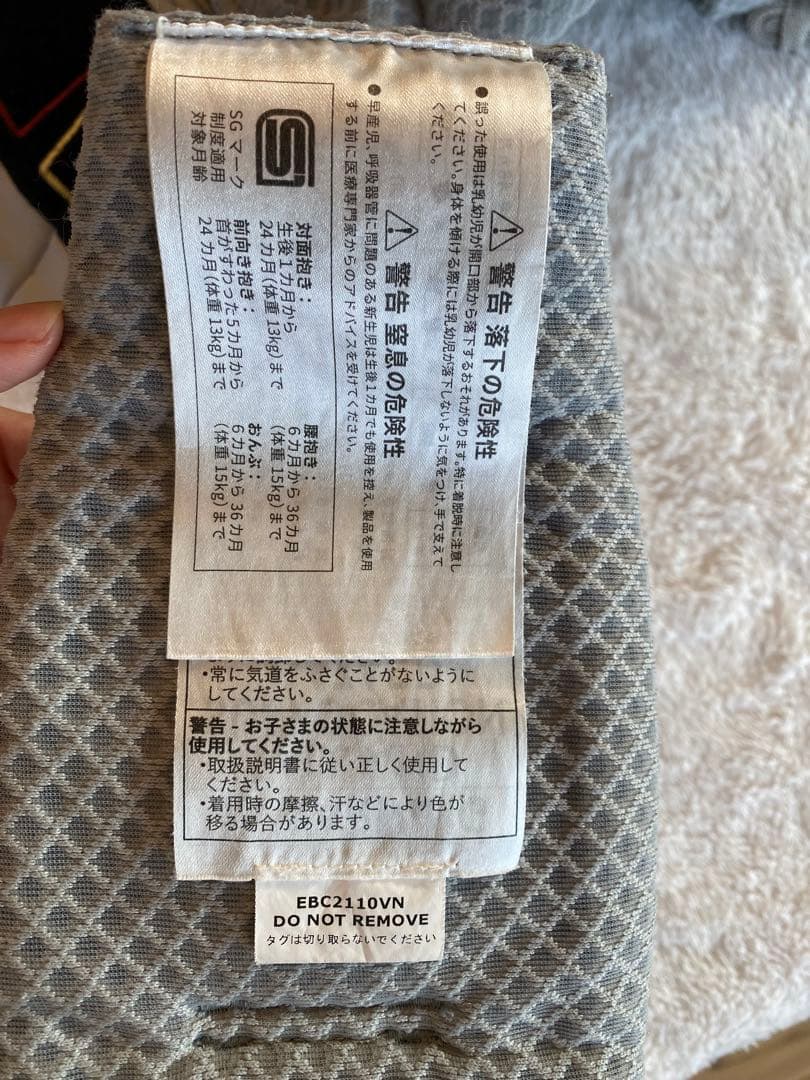 ⚠ 警告 落下の危険性
●誤った使用は乳幼児が開口部から落下するおそれがあります。特に着脱時に注意し
てください。身体を傾ける際には乳幼児が落下しないように気をつけ、手で支えて
ください。
⚠ 警告 窒息の危険性
●早産児、呼吸器官に問題のある新生児は生後1カ月でも使用を控え、製品を使用
する前に医療専門家からのアドバイスを受けてください。
SG マーク
制度適用
対象月齢
対面抱き：
生後1カ月から
24カ月（体重13kg）まで
前向き抱き：
首がすわった5カ月から
24カ月（体重13kg）まで
腰抱き：
6カ月から36カ月
（体重15kg）まで
おんぶ：
6カ月から36カ月
（体重15kg）まで
・常に気道をふさぐことがないように
してください。
警告 - お子さまの状態に注意しながら
使用してください。
・取扱説明書に従い正しく使用して
ください。
・着用時の摩擦、汗などにより色が
移る場合があります。
EBC2110VN
DO NOT REMOVE
タグは切り取らないでください